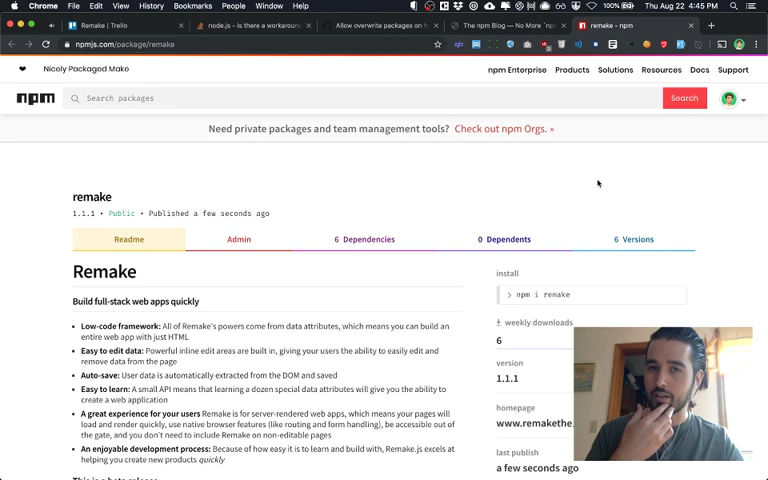 Chrome File Edit View History Bookmarks People Window Help
100% Thu Aug 22 4:45 PM
Remake | Trello
node.js - Is there a workaroun
Allow overwrite packages on n
The npm Blog — No More `np
remake - npm
npmjs.com/package/remake
Nicely Packaged Make
npm Enterprise Products Solutions Resources Docs Support
npm
Search packages
Search
Need private packages and team management tools? Check out npm Orgs. »
remake
1.1.1 • Public • Published a few seconds ago
Readme
Admin
6 Dependencies
0 Dependents
6 Versions
Remake
Build full-stack web apps quickly
• Low-code framework: All of Remake's powers come from data attributes, which means you can build an
entire web app with just HTML
• Easy to edit data: Powerful inline edit areas are built in, giving your users the ability to easily edit and
remove data from the page
• Auto-save: User data is automatically extracted from the DOM and saved
• Easy to learn: A small API means that learning a dozen special data attributes will give you the ability to
create a web application
• A great experience for your users Remake is for server-rendered web apps, which means your pages will
load and render quickly, use native browser features (like routing and form handling), be accessible out of
the gate, and you don't need to include Remake on non-editable pages
• An enjoyable development process: Because of how easy it is to learn and build with, Remake.js excels at
helping you create new products quickly
This is a beta release
install
> npm i remake
weekly downloads
6
version
1.1.1
homepage
www.remakethe
last publish
a few seconds ago